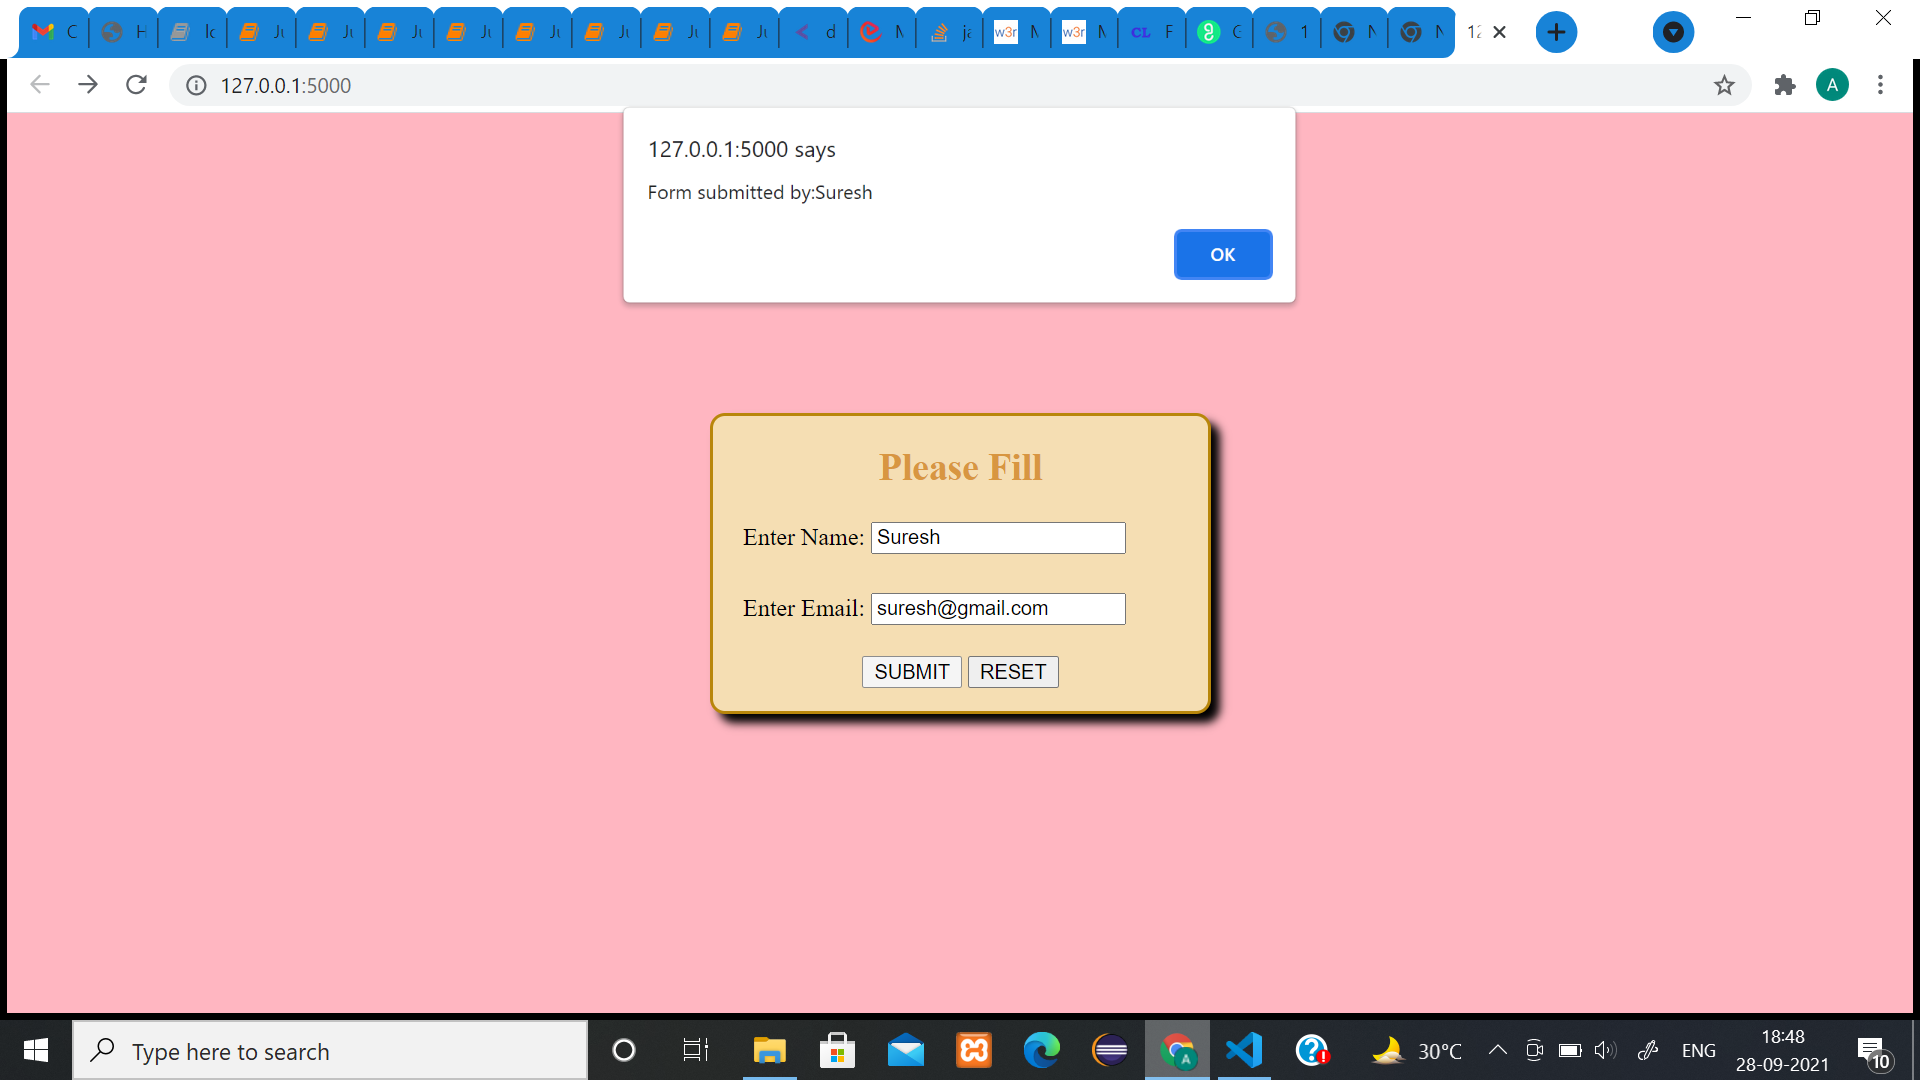 127.0.0.1:5000
A
127.0.0.1:5000 says
Form submitted by:Suresh
OK
Please Fill
Enter Name: Suresh
Enter Email: suresh@gmail.com
SUBMIT RESET
Type here to search
30°C
ENG
18:48
28-09-2021
10